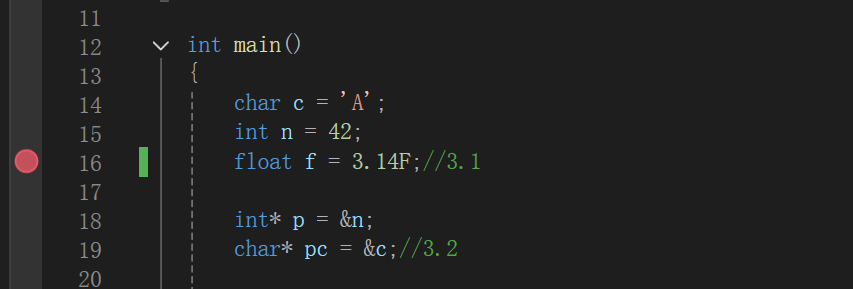 11
12 int main()
13 {
14 char c = 'A';
15 int n = 42;
16 float f = 3.14F;//3.1
17
18 int* p = &n;
19 char* pc = &c;//3.2
20